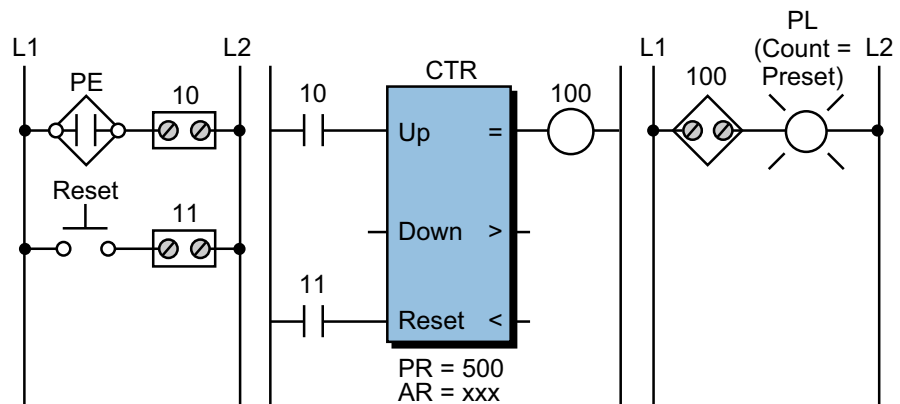 L1
L2
PE
10
Reset
11
CTR
10
Up =
100
Down >
11
Reset <
PR = 500
AR = xxx
L1
100
PL
(Count =
Preset)
L2